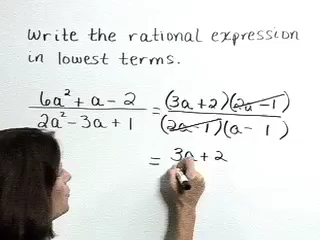 Write the rational expression
in lowest terms.
(6a² + a - 2)/(2a² - 3a + 1) = (3a + 2)(2a - 1)/(2a - 1)(a - 1)
= 3a + 2